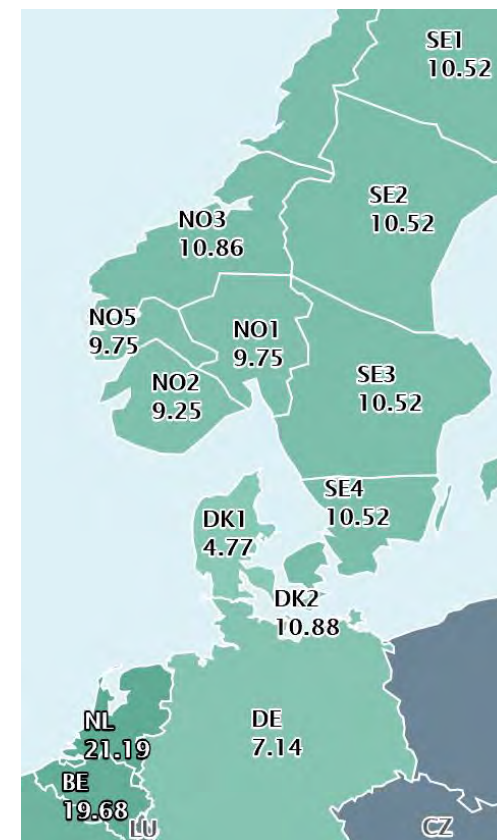 SE1
10.52
SE2
10.52
NO3
10.86
NO5
9.75
NO1
9.75
NO2
9.25
SE3
10.52
SE4
10.52
DK1
4.77
DK2
10.88
NL
21.19
DE
7.14
BE
19.68
LU
CZ